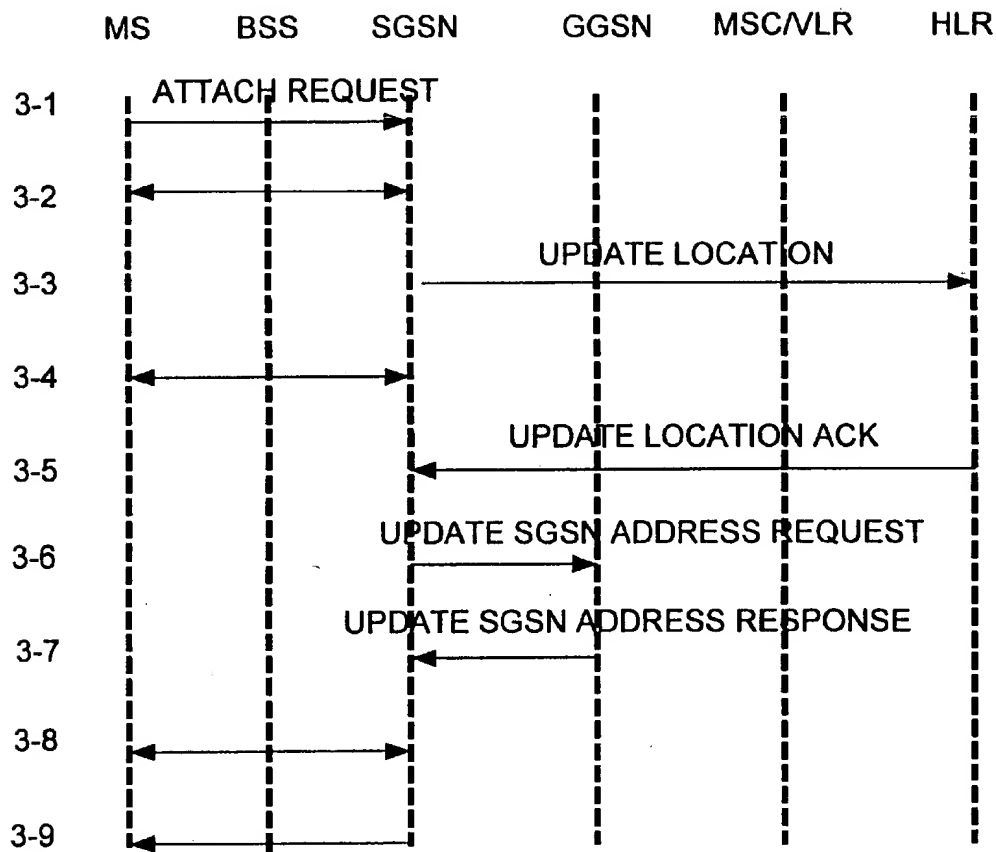 MS BSS SGSN GGSN MSC/VLR HLR
3-1 ATTACH REQUEST
3-2
3-3 UPDATE LOCATION
3-4
3-5 UPDATE LOCATION ACK
3-6 UPDATE SGSN ADDRESS REQUEST
3-7 UPDATE SGSN ADDRESS RESPONSE
3-8
3-9